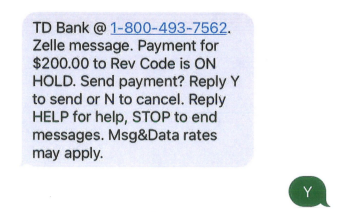 TD Bank @ 1-800-493-7562.
Zelle message. Payment for
$200.00 to Rev Code is ON
HOLD. Send payment? Reply Y
to send or N to cancel. Reply
HELP for help, STOP to end
messages. Msg&Data rates
may apply.
Y